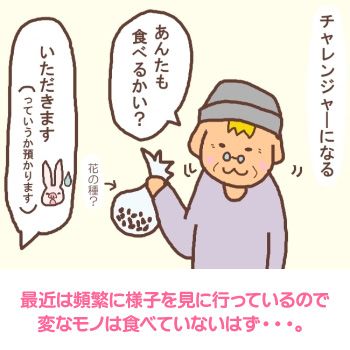 チャレンジャーになる
あんたも
食べるかい?
花の種?
いただきます
(っていうか預かります)
最近は頻繁に様子を見に行っているので
変なモノは食べていないはず・・・。